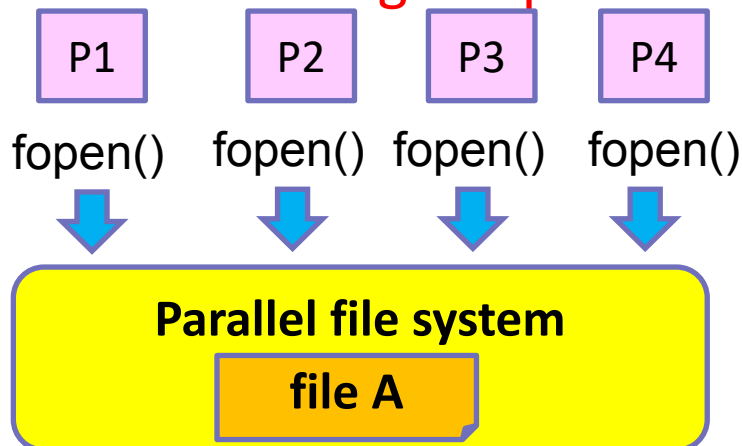 P1 P2 P3 P4
fopen() fopen() fopen() fopen()
Parallel file system
file A